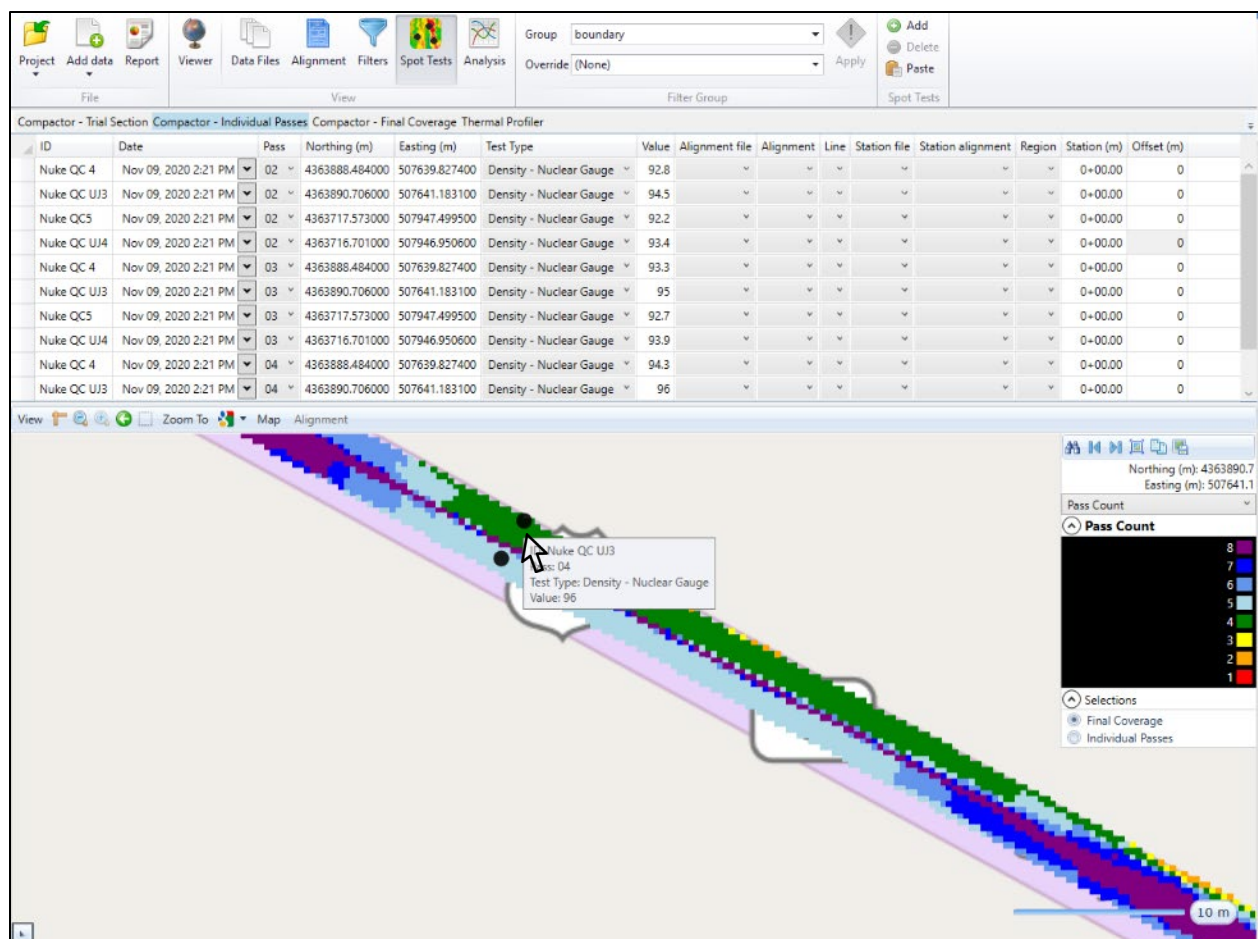 Project Add data Report Viewer Data Files Alignment Filters Spot Tests Analysis
Group boundary
Override (None)
Apply
Add
Delete
Paste
File View Filter Group Spot Tests
Compactor - Trial Section Compactor - Individual Passes Compactor - Final Coverage Thermal Profiler
ID Date Pass Northing (m) Easting (m) Test Type Value Alignment file Alignment Line Station file Station alignment Region Station (m) Offset (m)
Nuke QC 4 Nov 09, 2020 2:21 PM 02 4363888.484000 507639.827400 Density - Nuclear Gauge 92.8 0+00.00 0
Nuke QC UJ3 Nov 09, 2020 2:21 PM 02 4363890.706000 507641.183100 Density - Nuclear Gauge 94.5 0+00.00 0
Nuke QC5 Nov 09, 2020 2:21 PM 02 4363717.573000 507947.499500 Density - Nuclear Gauge 92.2 0+00.00 0
Nuke QC UJ4 Nov 09, 2020 2:21 PM 02 4363716.701000 507946.950600 Density - Nuclear Gauge 93.4 0+00.00 0
Nuke QC 4 Nov 09, 2020 2:21 PM 03 4363888.484000 507639.827400 Density - Nuclear Gauge 93.3 0+00.00 0
Nuke QC UJ3 Nov 09, 2020 2:21 PM 03 4363890.706000 507641.183100 Density - Nuclear Gauge 95 0+00.00 0
Nuke QC5 Nov 09, 2020 2:21 PM 03 4363717.573000 507947.499500 Density - Nuclear Gauge 92.7 0+00.00 0
Nuke QC UJ4 Nov 09, 2020 2:21 PM 03 4363716.701000 507946.950600 Density - Nuclear Gauge 93.9 0+00.00 0
Nuke QC 4 Nov 09, 2020 2:21 PM 04 4363888.484000 507639.827400 Density - Nuclear Gauge 94.3 0+00.00 0
Nuke QC UJ3 Nov 09, 2020 2:21 PM 04 4363890.706000 507641.183100 Density - Nuclear Gauge 96 0+00.00 0
View Zoom To Map Alignment
Northing (m): 4363890.7
Easting (m): 507641.1
Pass Count
Pass Count
8
7
6
5
4
3
2
1
Selections
Final Coverage
Individual Passes
Nuke QC UJ3
04
Test Type: Density - Nuclear Gauge
Value: 96
10 m